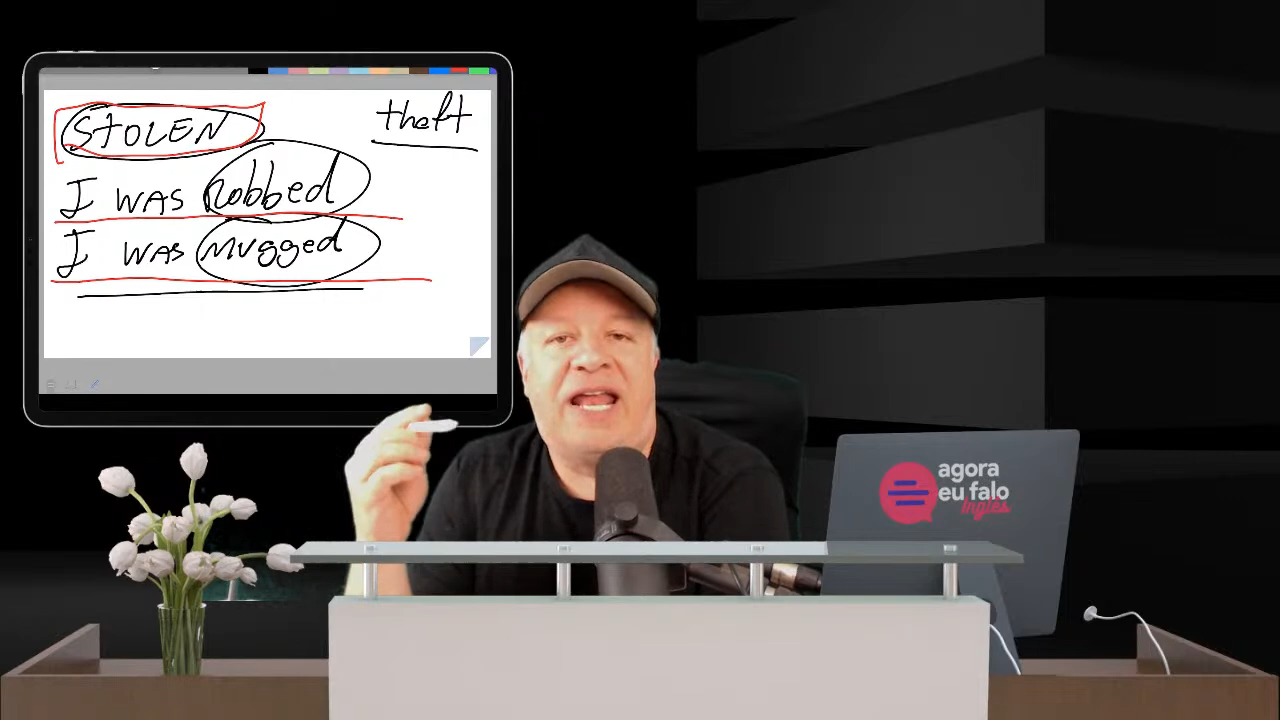 STOLEN
theft
I WAS Robbed
I WAS Mugged
agora
eu falo
Inglês